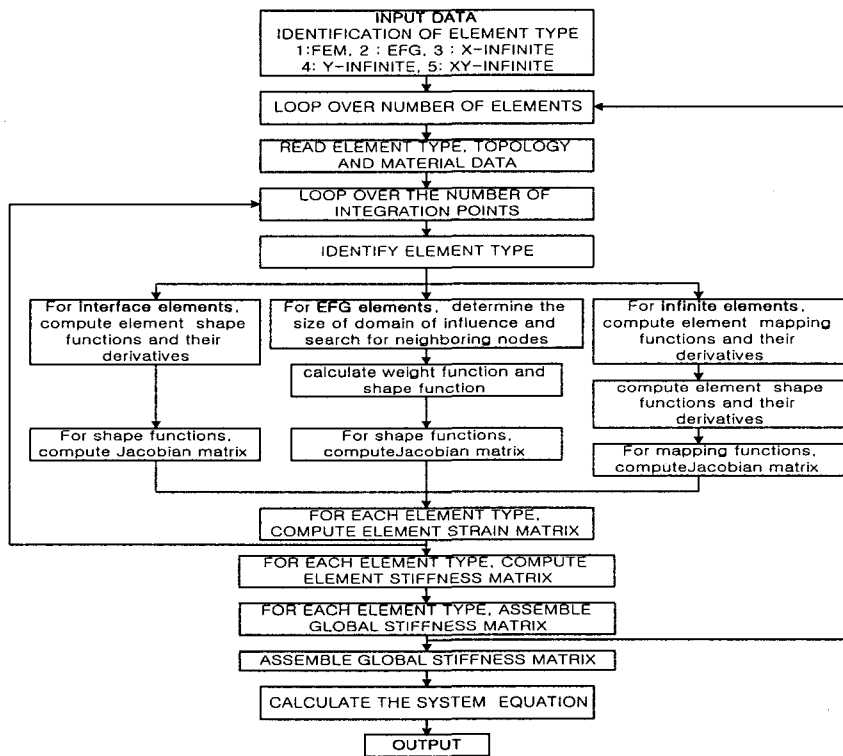 INPUT DATA
IDENTIFICATION OF ELEMENT TYPE
1:FEM, 2 : EFG, 3 : X-INFINITE
4: Y-INFINITE, 5: XY-INFINITE
LOOP OVER NUMBER OF ELEMENTS
READ ELEMENT TYPE, TOPOLOGY
AND MATERIAL DATA
LOOP OVER THE NUMBER OF
INTEGRATION POINTS
IDENTIFY ELEMENT TYPE
For interface elements,
compute element shape
functions and their
derivatives
For shape functions,
compute Jacobian matrix
For EFG elements, determine the
size of domain of influence and
search for neighboring nodes
calculate weight function and
shape function
For shape functions,
computeJacobian matrix
For infinite elements,
compute element mapping
functions and their
derivatives
compute element shape
functions and their
derivatives
For mapping functions,
computeJacobian matrix
FOR EACH ELEMENT TYPE,
COMPUTE ELEMENT STRAIN MATRIX
FOR EACH ELEMENT TYPE, COMPUTE
ELEMENT STIFFNESS MATRIX
FOR EACH ELEMENT TYPE, ASSEMBLE
GLOBAL STIFFNESS MATRIX
ASSEMBLE GLOBAL STIFFNESS MATRIX
CALCULATE THE SYSTEM EQUATION
OUTPUT